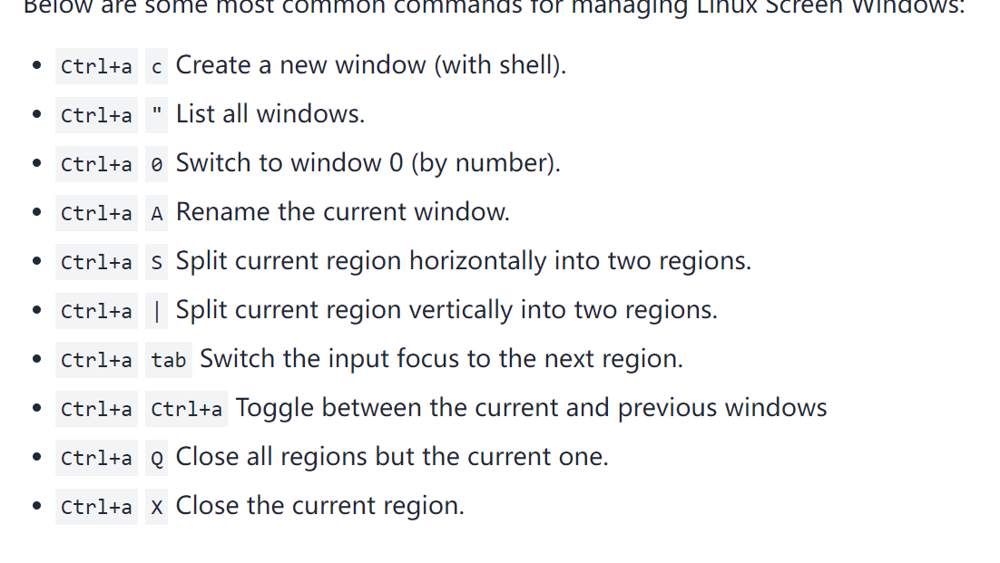 Below are some most common commands for managing Linux Screen Windows:
Ctrl+a c Create a new window (with shell).
Ctrl+a " List all windows.
Ctrl+a 0 Switch to window 0 (by number).
Ctrl+a A Rename the current window.
Ctrl+a S Split current region horizontally into two regions.
Ctrl+a | Split current region vertically into two regions.
Ctrl+a tab Switch the input focus to the next region.
Ctrl+a Ctrl+a Toggle between the current and previous windows
Ctrl+a Q Close all regions but the current one.
Ctrl+a X Close the current region.